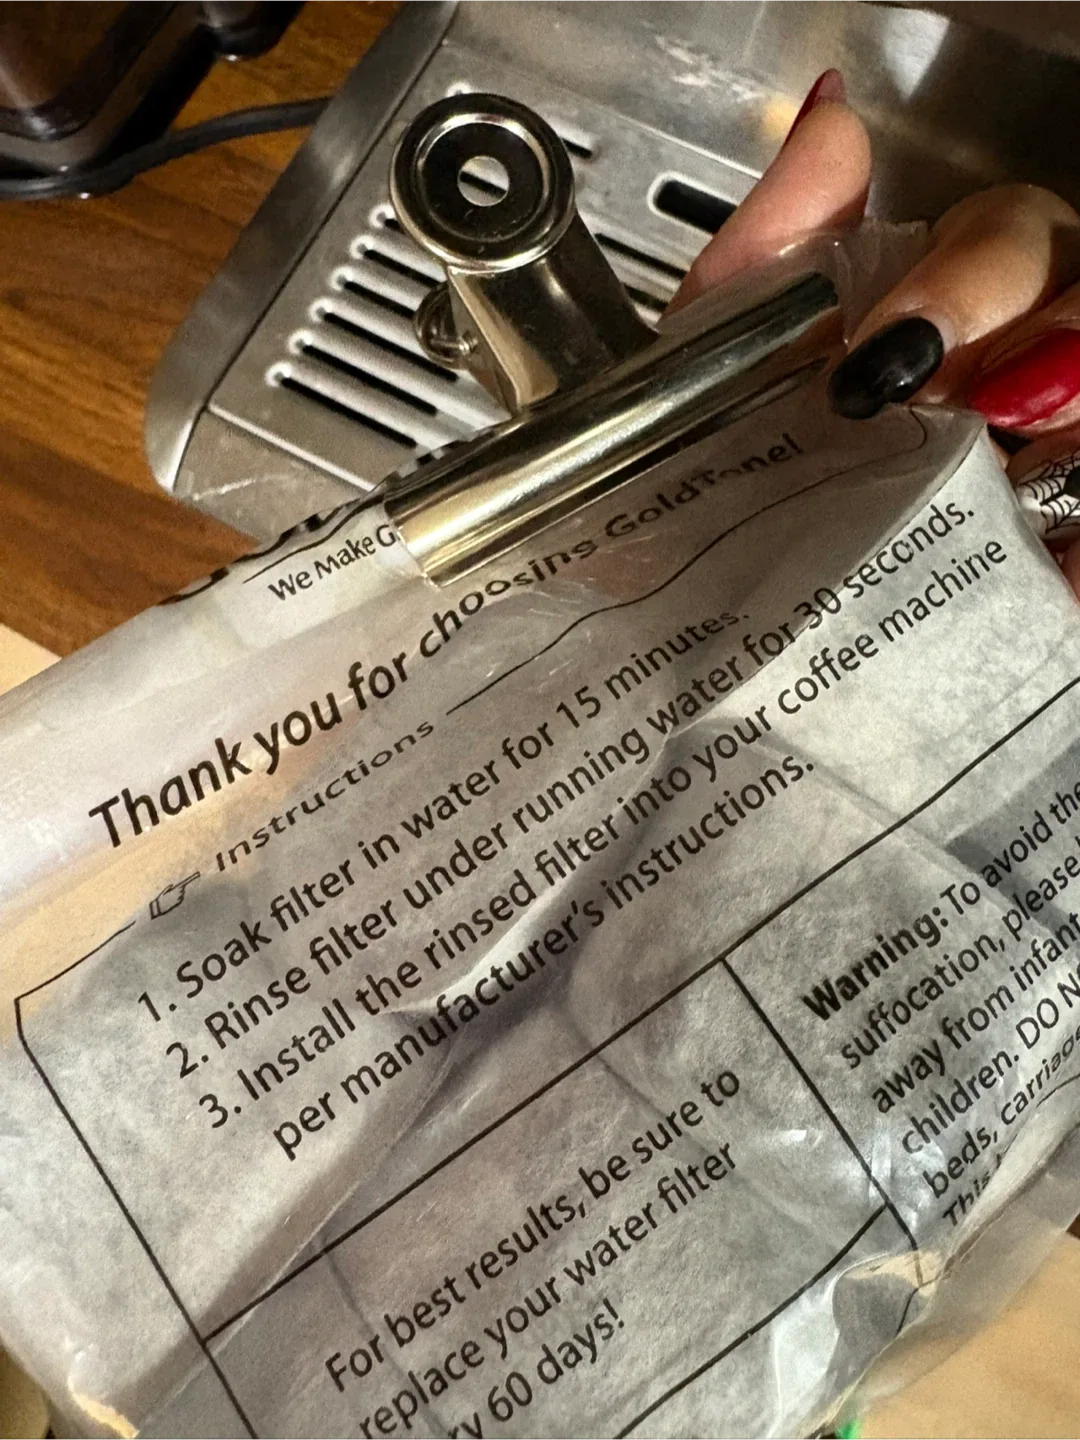 We Make G
Thank you for choosing GoldTone!
Instructions
1. Soak filter in water for 15 minutes.
2. Rinse filter under running water for 30 seconds.
3. Install the rinsed filter into your coffee machine
per manufacturer's instructions.
For best results, be sure to
replace your water filter
ry 60 days!
Warning: To avoid the
suffocation, please
away from infant
children. DO N
beds, carriag
This